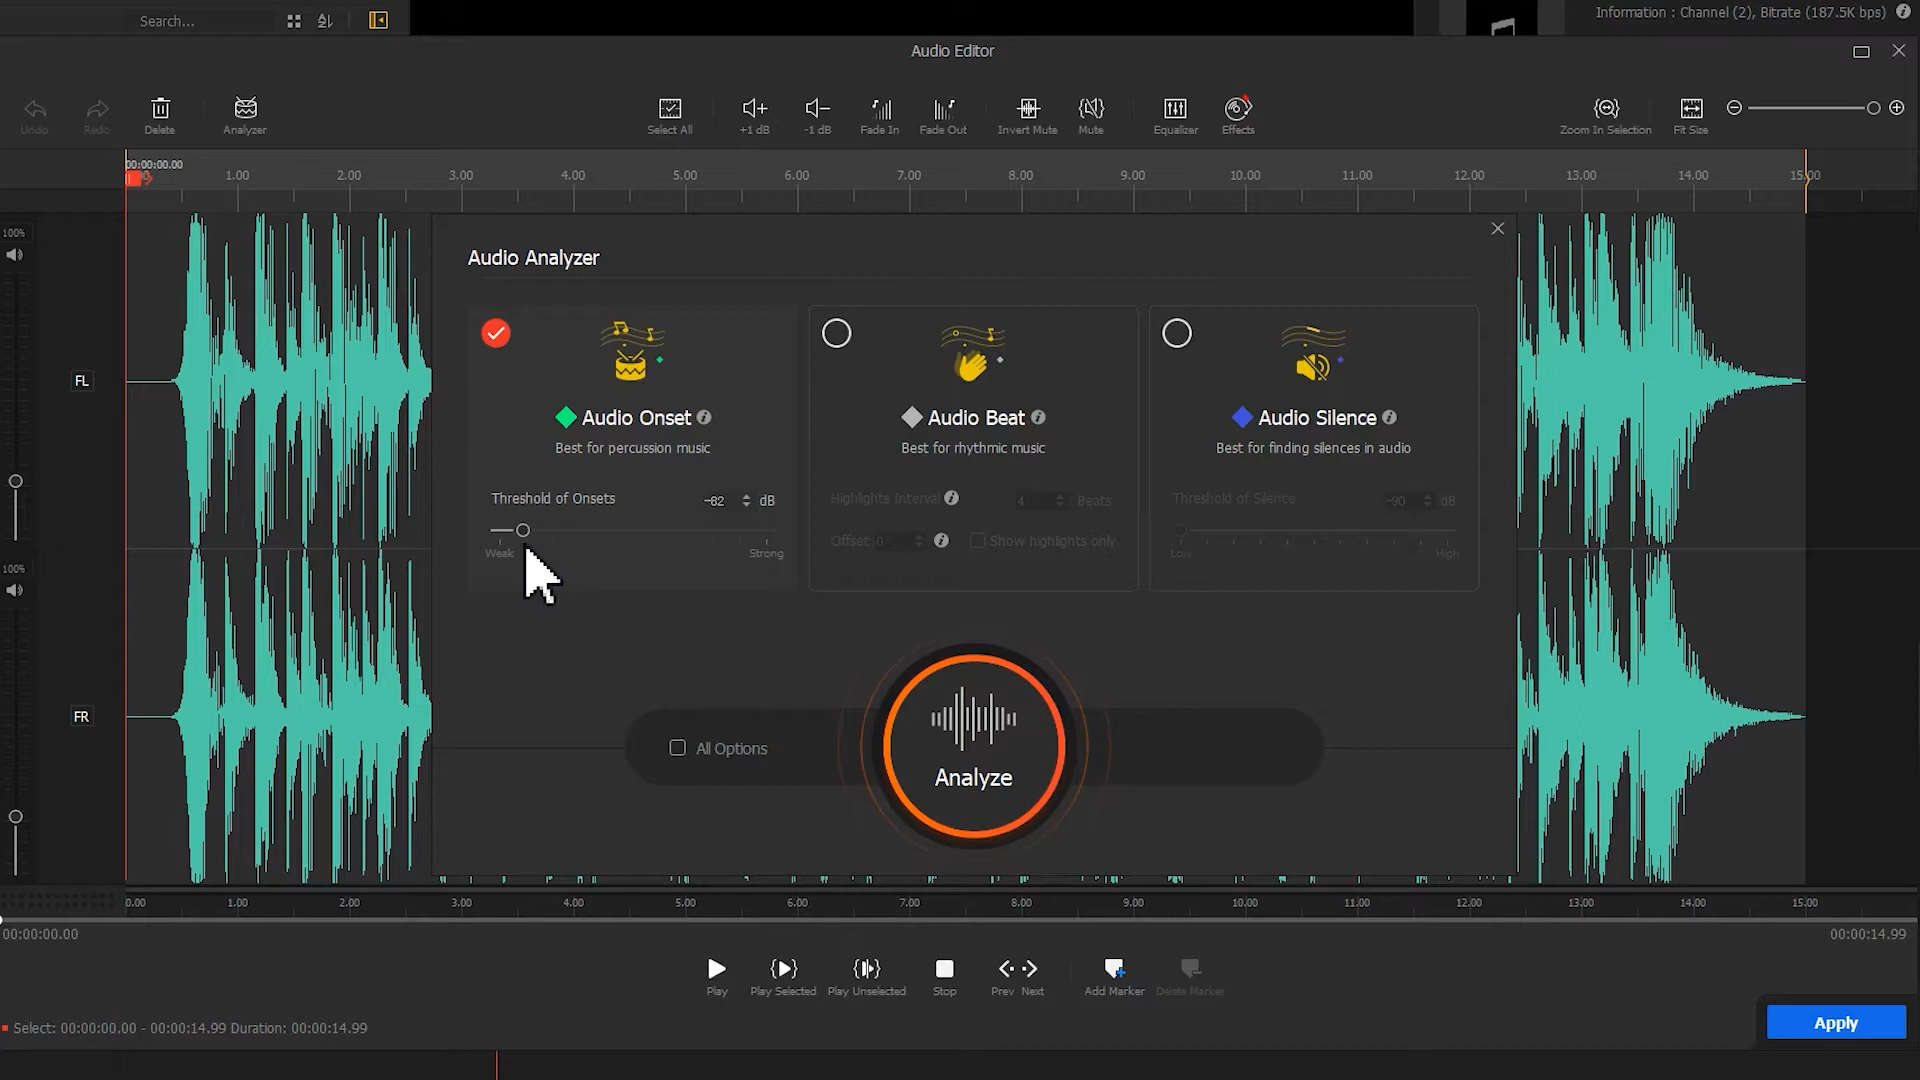 Search...
Information : Channel (2), Bitrate (187.5K bps)
Audio Editor
Undo Redo Delete Analyzer Select All +1 dB -1 dB Fade In Fade Out Invert Mute Mute Equalizer Effects Zoom In Selection Fit Size
00:00:00.00
1.00 2.00 3.00 4.00 5.00 6.00 7.00 8.00 9.00 10.00 11.00 12.00 13.00 14.00 15.00
100%
Audio Analyzer
FL
Audio Onset Audio Beat Audio Silence
Best for percussion music Best for rhythmic music Best for finding silences in audio
Threshold of Onsets -82 dB Highlights Interval 4 Beats Threshold of Silence -90 dB
Offset 0 Show highlights only
Weak Strong Low High
100%
FR
All Options
Analyze
0.00 1.00 2.00 3.00 4.00 5.00 6.00 7.00 8.00 9.00 10.00 11.00 12.00 13.00 14.00 15.00
00:00:00.00 00:00:14.99
Play Play Selected Play Unselected Stop Prev Next Add Marker Delete Marker
Select: 00:00:00.00 - 00:00:14.99 Duration: 00:00:14.99
Apply